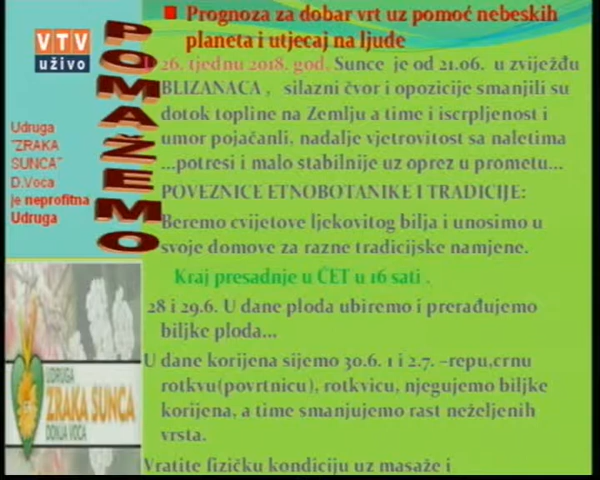 VTV
uživo
POMAŽEMO
Udruga
"ZRAKA
SUNCA"
D.Voća
je neprofitna
Udruga
UDRUGA
ZRAKA SUNCA
DONJA VOĆA
Prognoza za dobar vrt uz pomoć nebeskih
planeta i utjecaj na ljude
U 26. tjednu 2018. god. Sunce je od 21.06. u zviježđu
BLIZANACA , silazni čvor i opozicije smanjili su
dotok topline na Zemlju a time i iscrpljenost i
umor pojačanli, nadalje vjetrovitost sa naletima
...potresi i malo stabilnije uz oprez u prometu...
POVEZNICE ETNOBOTANIKE I TRADICIJE:
Beremo cvijetove ljekovitog bilja i unosimo u
svoje domove za razne tradicijske namjene.
Kraj presadnje u ČET u 16 sati .
28 i 29.6. U dane ploda ubiremo i prerađujemo
biljke ploda...
U dane korijena sijemo 30.6. 1 i 2.7. –repu,crnu
rotkvu(povrtnicu), rotkvicu, njegujemo biljke
korijena, a time smanjujemo rast neželjenih
vrsta.
Vratite fizičku kondiciju uz masaže i